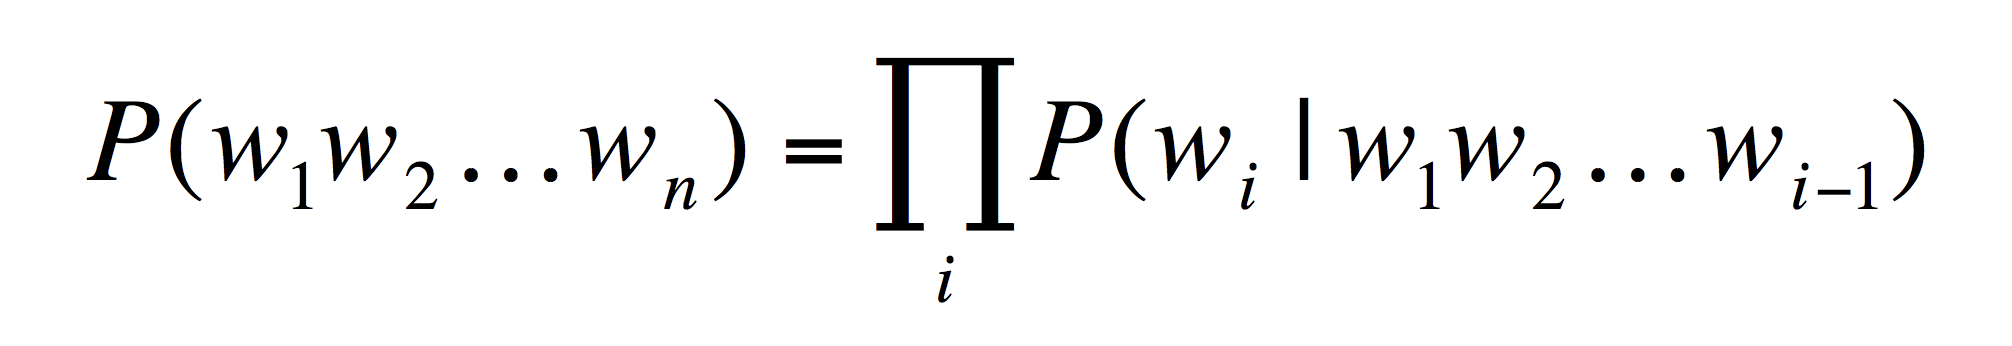 P(w₁w₂…wₙ) = ∏ᵢ P(wᵢ | w₁w₂…wᵢ₋₁)